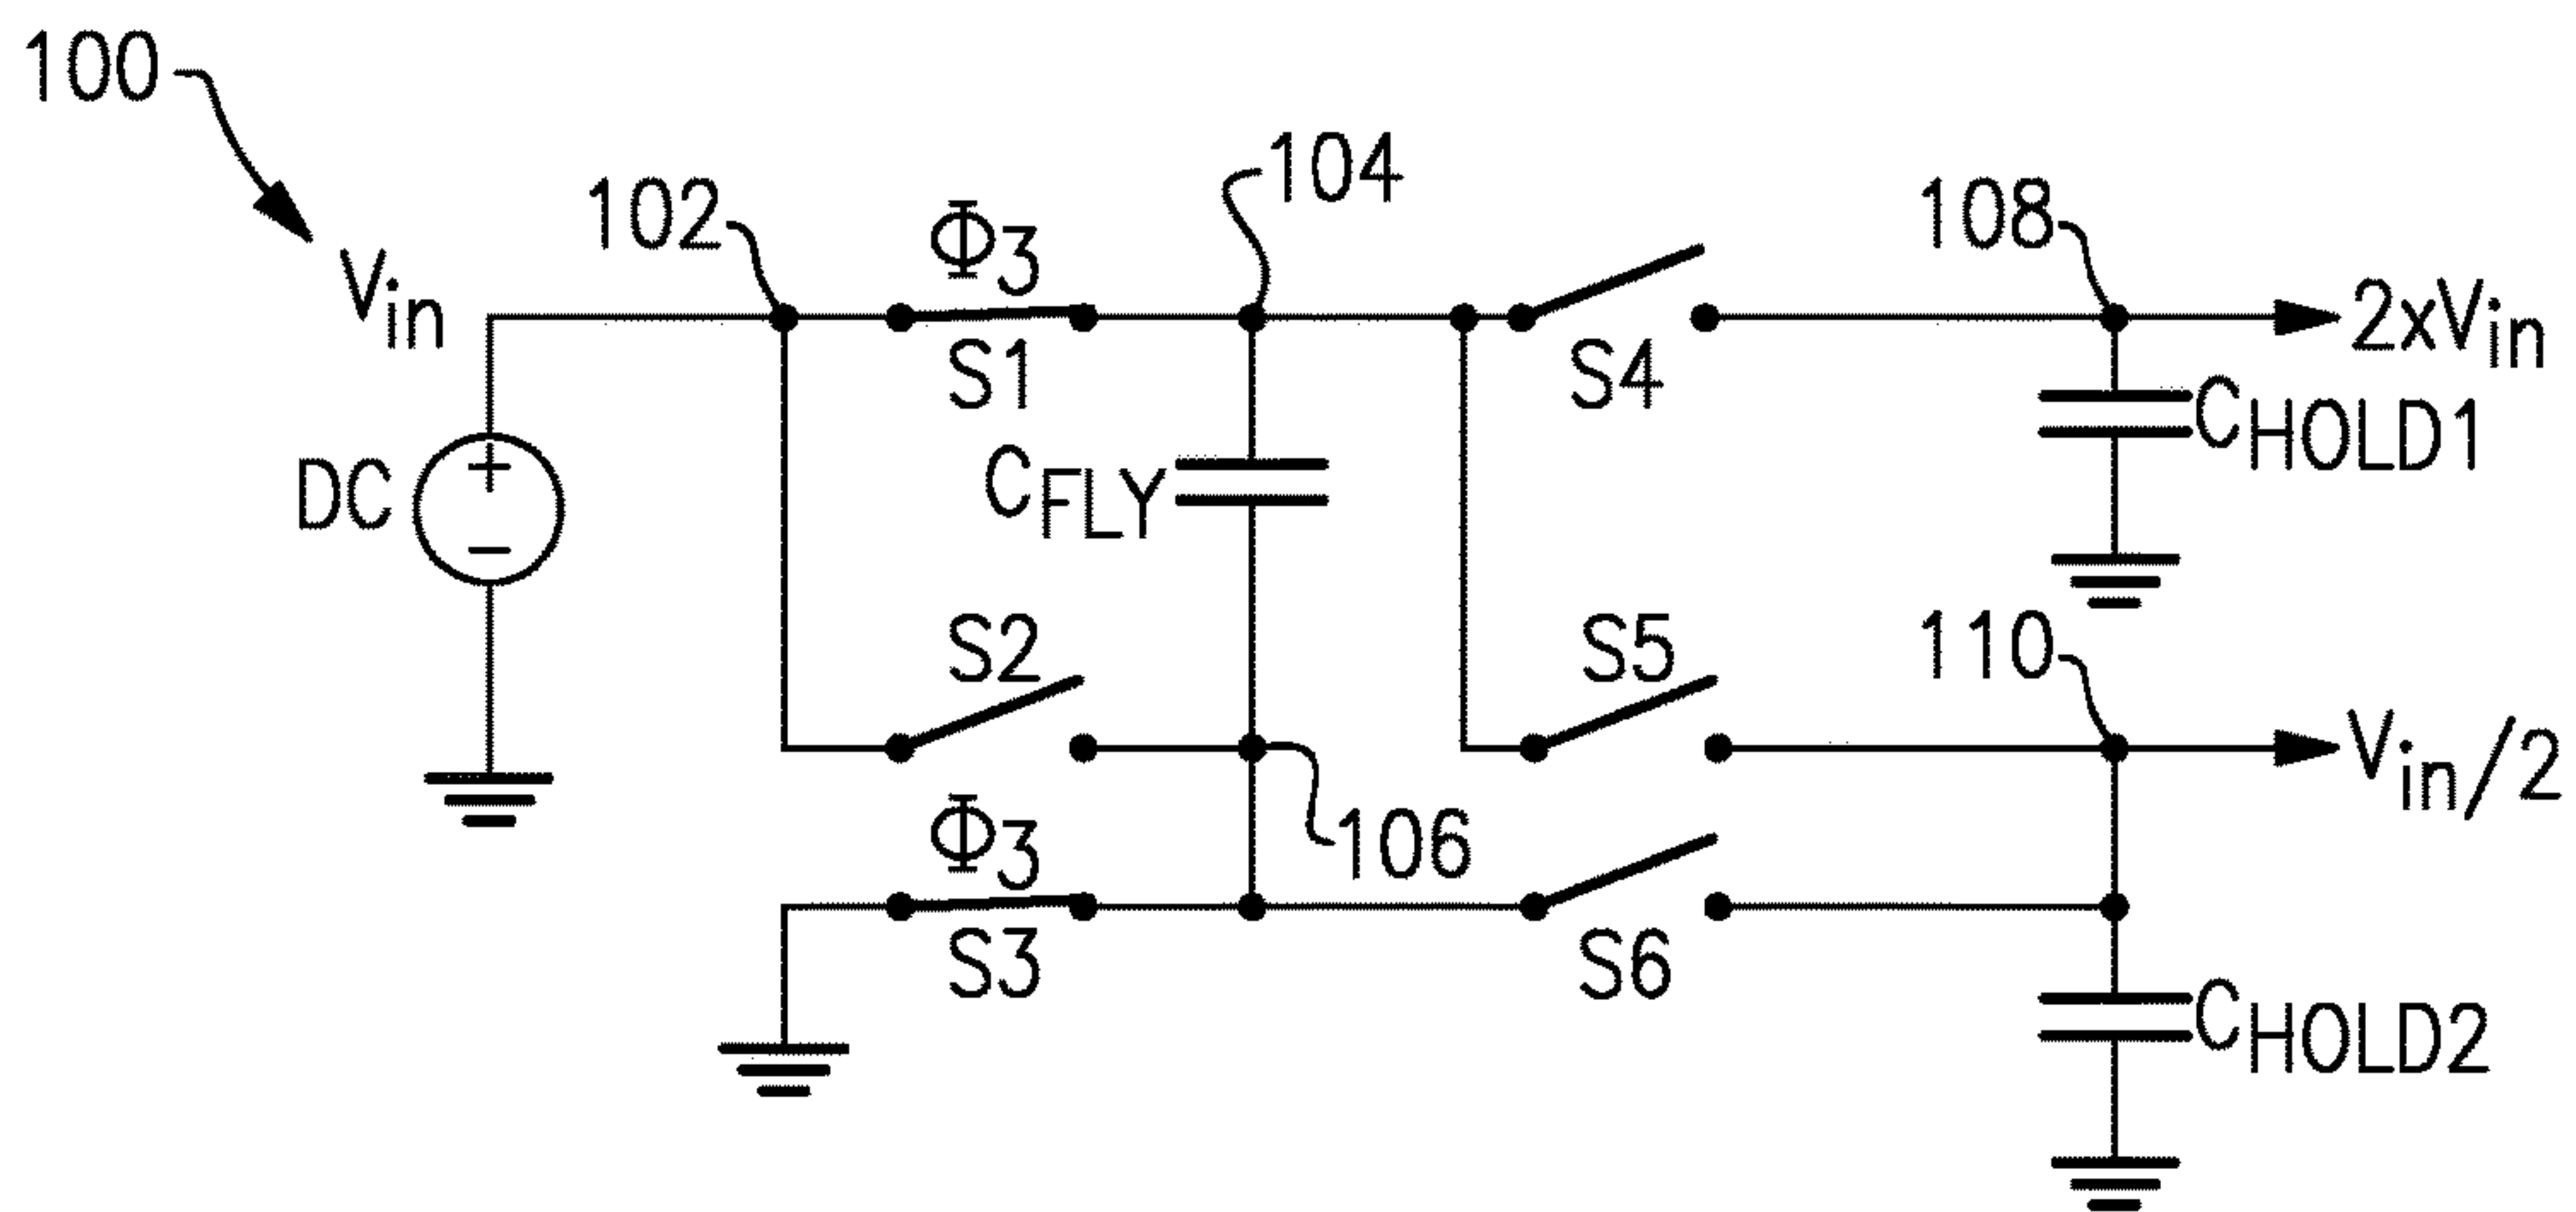 100
102
Φ3
104
108
Vin
2xVin
S1
S4
CHOLD1
DC
+
−
CFLY
S2
S5
110
Vin/2
Φ3
106
S3
S6
CHOLD2